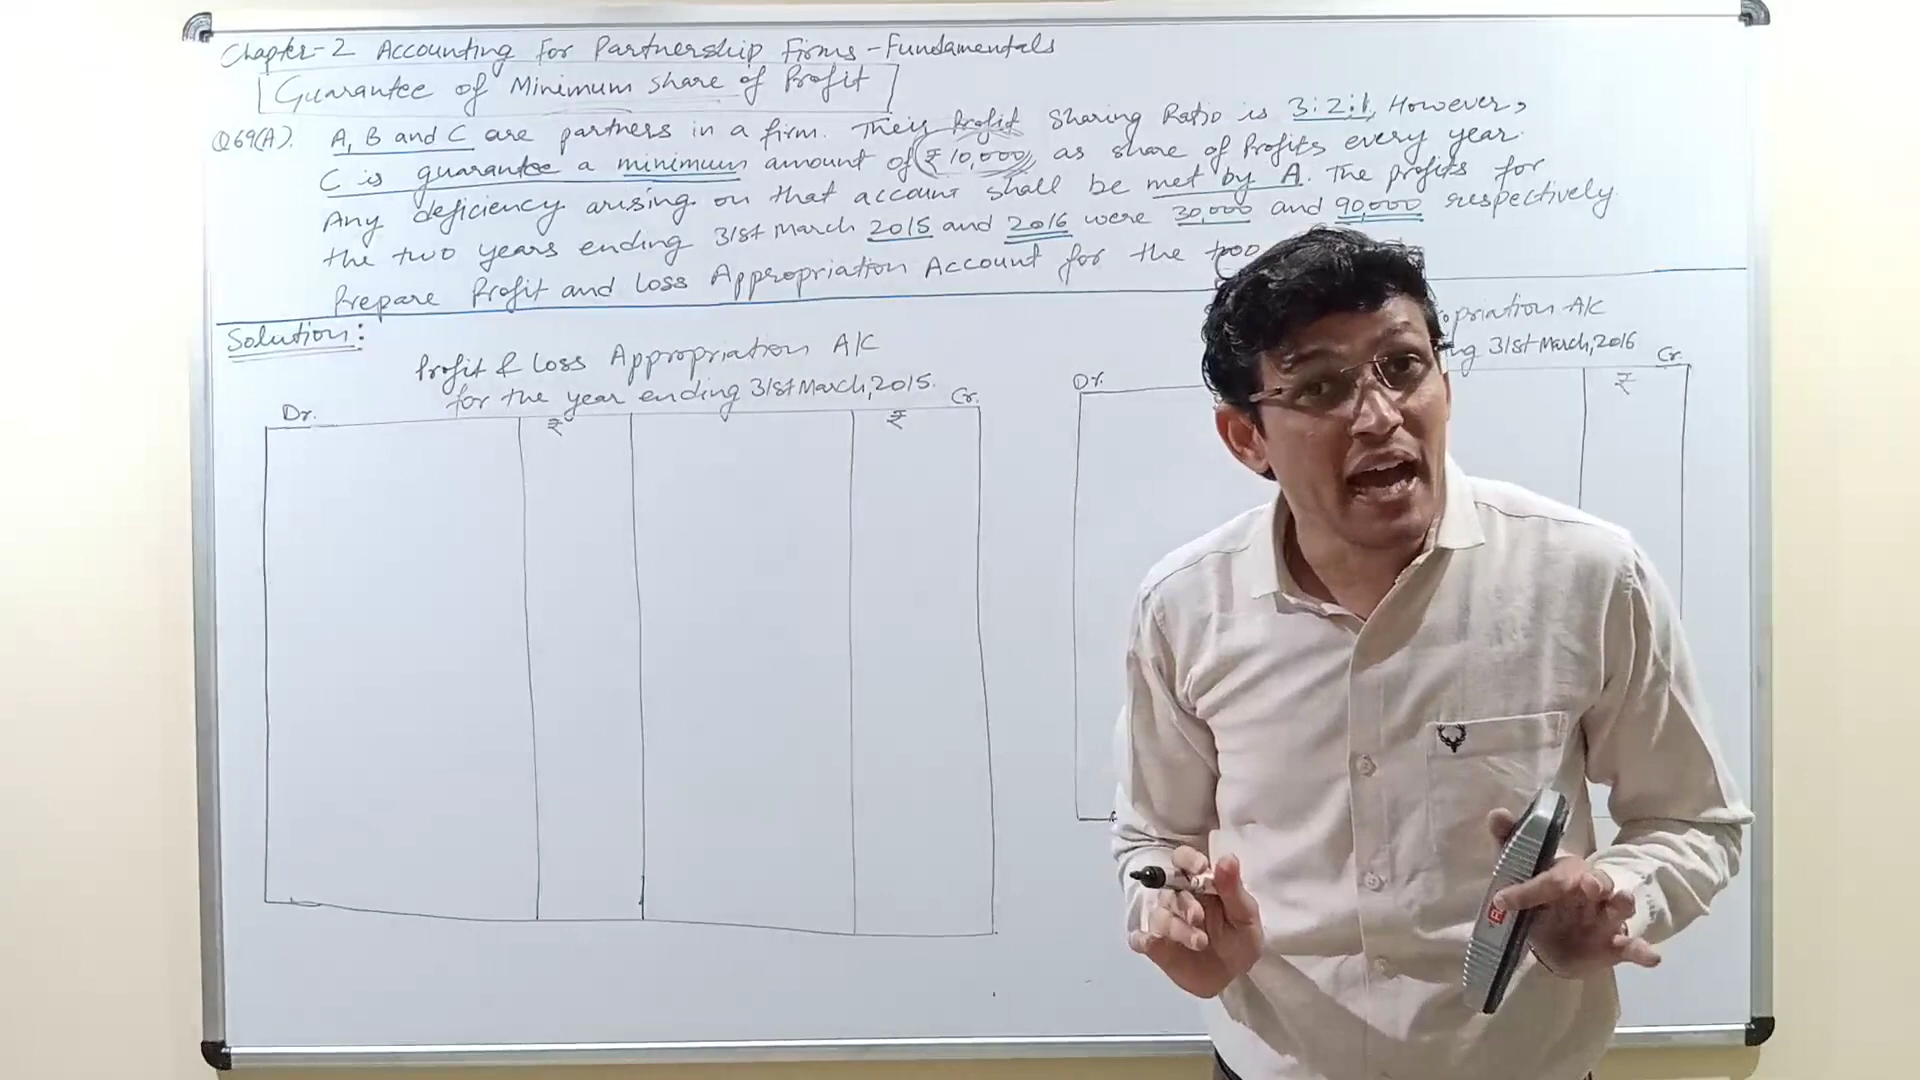 Chapter-2 Accounting For Partnership Firms - Fundamentals
Guarantee of Minimum share of Profit
Q69(A). A, B and C are partners in a firm. Their Profit Sharing Ratio is 3:2:1, However,
C is guarantee a minimum amount of ₹10,000, as share of Profits every year.
Any deficiency arising on that account shall be met by A. The profits for
the two years ending 31st March 2015 and 2016 were 30,000 and 90,000 respectively.
Prepare Profit and loss Appropriation Account for the
Solution:
Profit & Loss Appropriation A/C
for the year ending 31st March, 2015.
Dr. Cr.
₹ ₹
opriation A/C
ng 31st March, 2016
Dr. Cr.
₹